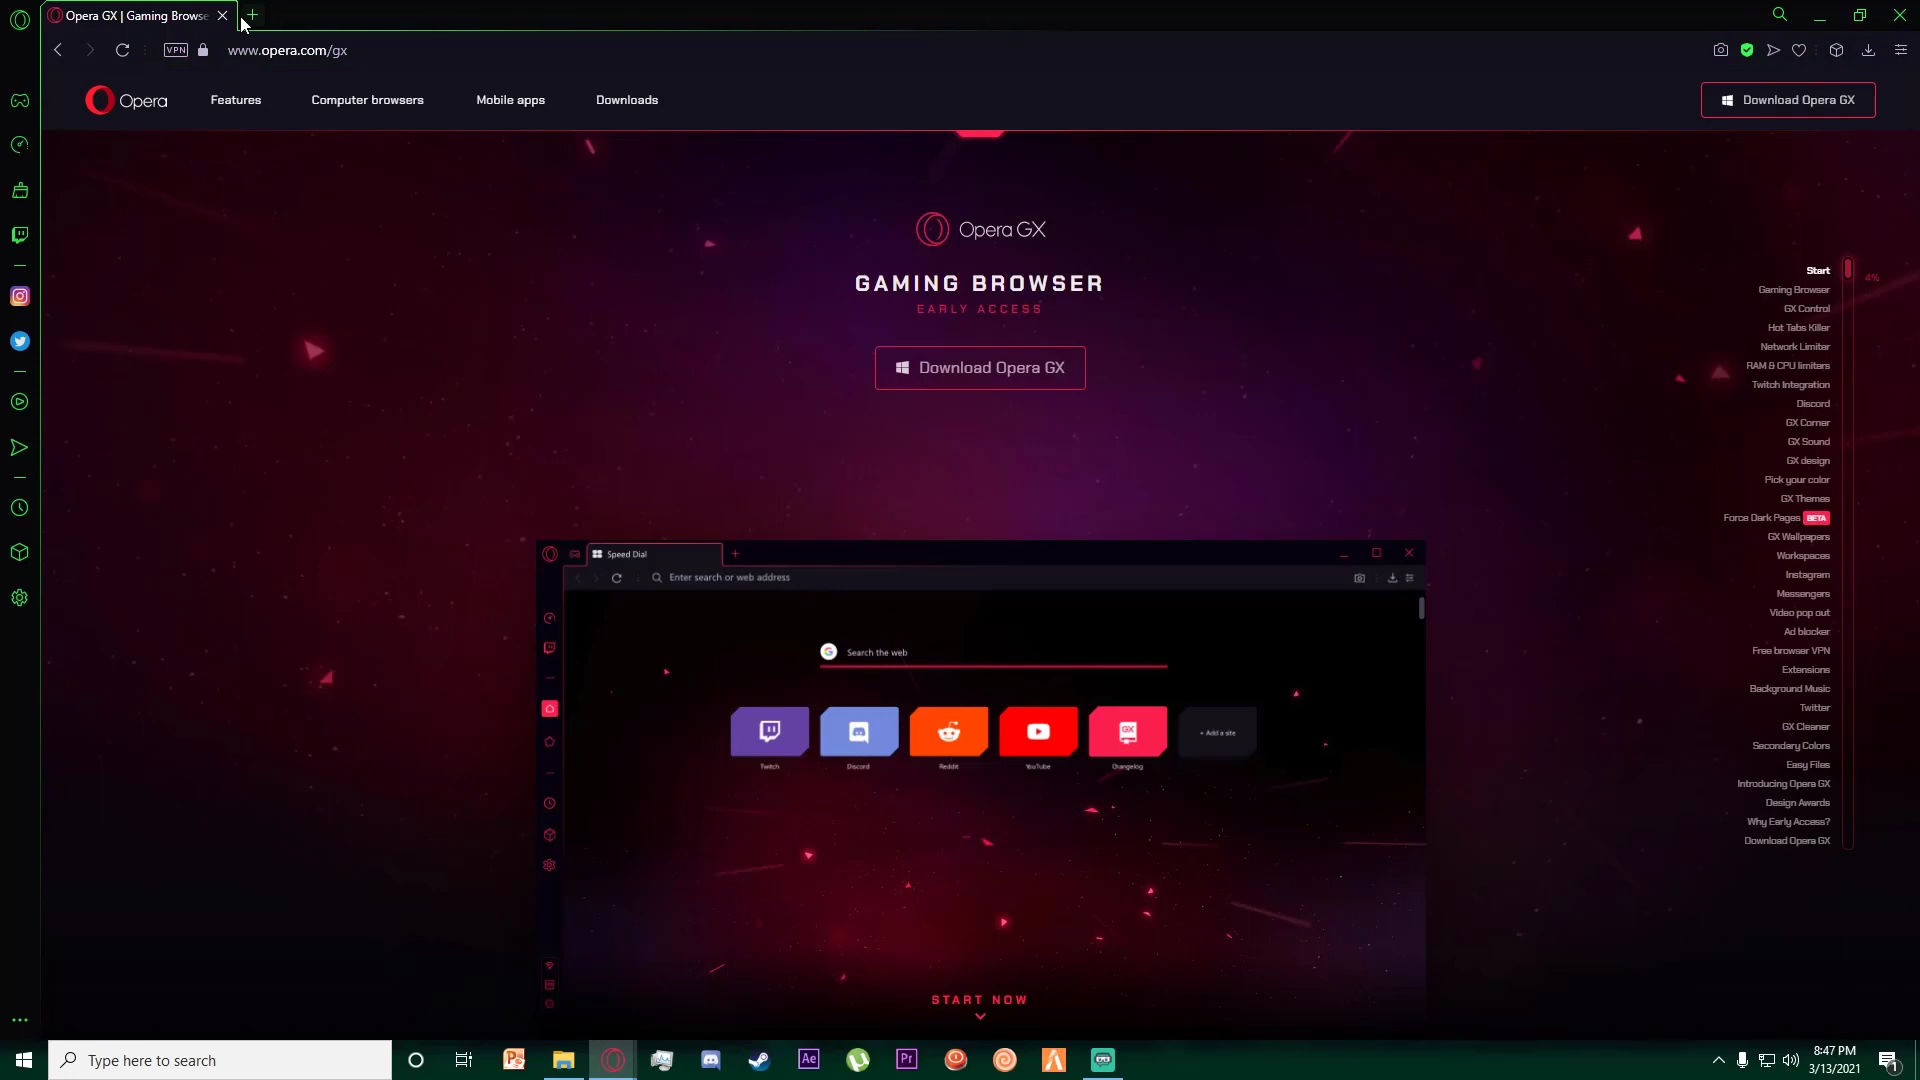 Opera GX | Gaming Browse
VPN
www.opera.com/gx
Opera
Features
Computer browsers
Mobile apps
Downloads
Download Opera GX
Opera GX
GAMING BROWSER
EARLY ACCESS
Download Opera GX
Start
4%
Gaming Browser
GX Control
Hot Tabs Killer
Network Limiter
RAM & CPU limiters
Twitch Integration
Discord
GX Corner
GX Sound
GX design
Pick your color
GX Themes
Force Dark Pages BETA
GX Wallpapers
Workspaces
Instagram
Messengers
Video pop out
Ad blocker
Free browser VPN
Extensions
Background Music
Twitter
GX Cleaner
Secondary Colors
Easy Files
Introducing Opera GX
Design Awards
Why Early Access?
Download Opera GX
Speed Dial
Enter search or web address
G Search the web
GX
+ Add a site
Twitch
Discord
Reddit
YouTube
Changelog
START NOW
Type here to search
Ae
Pr
8:47 PM
3/13/2021
1